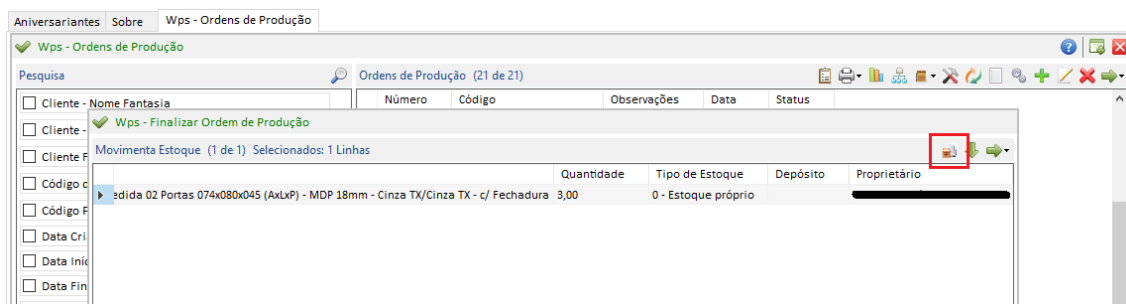 Aniversariantes Sobre Wps - Ordens de Produção
Wps - Ordens de Produção
Pesquisa
Ordens de Produção (21 de 21)
Número Código Observações Data Status
Cliente - Nome Fantasia
Cliente -
Cliente F
Código
Código
Data Cri
Data Iníc
Data Fin
Wps - Finalizar Ordem de Produção
Movimenta Estoque (1 de 1) Selecionados: 1 Linhas
Quantidade Tipo de Estoque Depósito Proprietário
edida 02 Portas 074x080x045 (AxLxP) - MDP 18mm - Cinza TX/Cinza TX - c/ Fechadura 3,00 0 - Estoque próprio